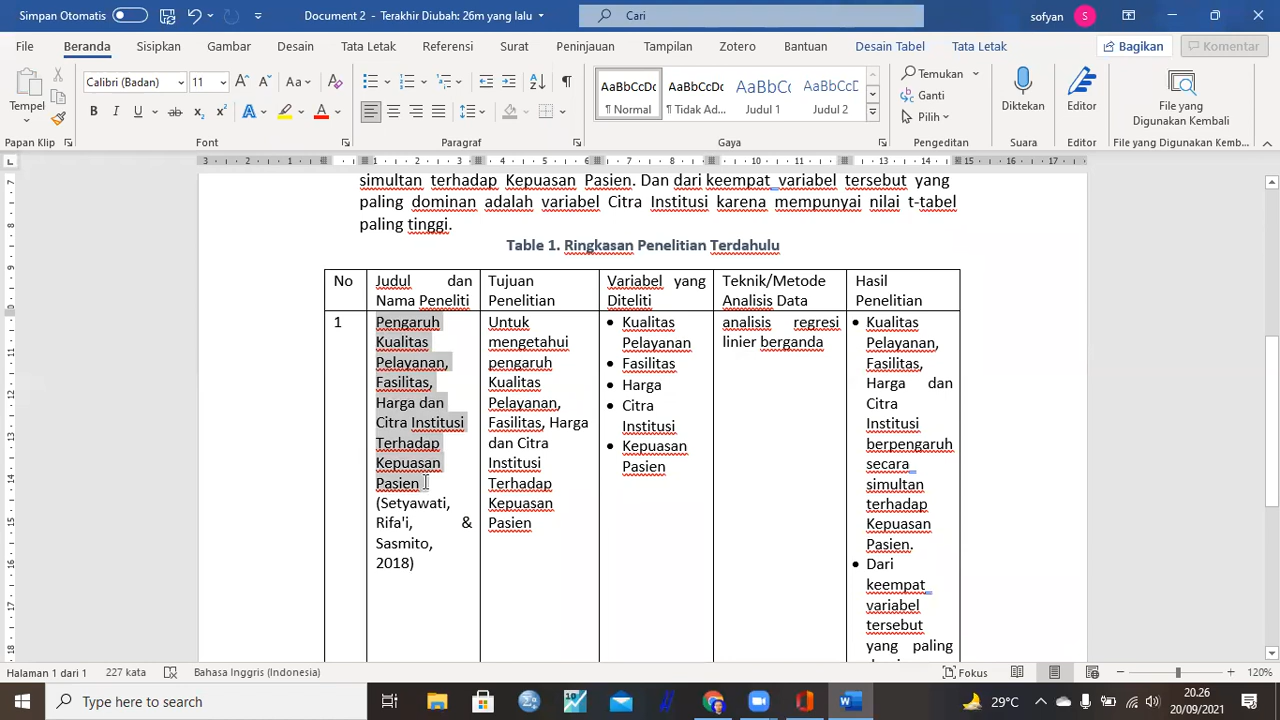 Simpan Otomatis
Document 2 - Terakhir Diubah: 26m yang lalu
Cari
sofyan
S
File
Beranda
Sisipkan
Gambar
Desain
Tata Letak
Referensi
Surat
Peninjauan
Tampilan
Zotero
Bantuan
Desain Tabel
Tata Letak
Bagikan
Komentar
Tempel
Calibri (Badan)
11
AaBbCcDc
AaBbCcDc
AaBbCc
AaBbCcD
¶ Normal
¶ Tidak Ad...
Judul 1
Judul 2
Temukan
Ganti
Pilih
Diktekan
Editor
File yang
Digunakan Kembali
Papan Klip
Font
Paragraf
Gaya
Pengeditan
Suara
Editor
File yang Digunakan Kemb...
simultan terhadap Kepuasan Pasien. Dan dari keempat variabel tersebut yang
paling dominan adalah variabel Citra Institusi karena mempunyai nilai t-tabel
paling tinggi.
Table 1. Ringkasan Penelitian Terdahulu
No
Judul dan
Nama Peneliti
Tujuan
Penelitian
Variabel yang
Diteliti
Teknik/Metode
Analisis Data
Hasil
Penelitian
1
Pengaruh
Kualitas
Pelayanan,
Fasilitas,
Harga dan
Citra Institusi
Terhadap
Kepuasan
Pasien
(Setyawati,
Rifa'i, &
Sasmito,
2018)
Untuk
mengetahui
pengaruh
Kualitas
Pelayanan,
Fasilitas, Harga
dan Citra
Institusi
Terhadap
Kepuasan
Pasien
• Kualitas
Pelayanan
• Fasilitas
• Harga
• Citra
Institusi
• Kepuasan
Pasien
analisis regresi
linier berganda
• Kualitas
Pelayanan,
Fasilitas,
Harga dan
Citra
Institusi
berpengaruh
secara
simultan
terhadap
Kepuasan
Pasien.
• Dari
keempat
variabel
tersebut
yang paling
Halaman 1 dari 1
227 kata
Bahasa Inggris (Indonesia)
Fokus
120%
Type here to search
29°C
20.26
20/09/2021